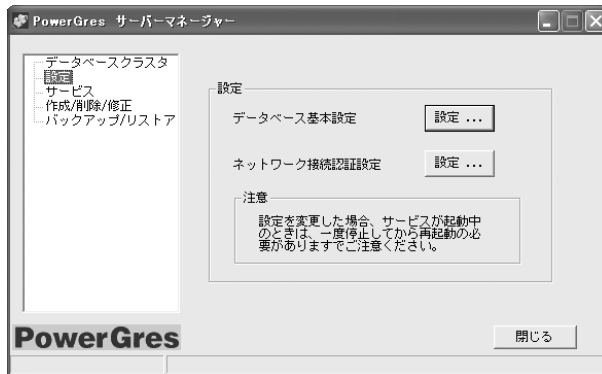 PowerGres サーバーマネージャー
データベースクラスタ
設定
サービス
作成/削除/修正
バックアップ/リストア
設定
データベース基本設定
設定 ...
ネットワーク接続認証設定
設定 ...
注意
設定を変更した場合、サービスが起動中
のときは、一度停止してから再起動の必
要がありますでご注意ください。
PowerGres
閉じる